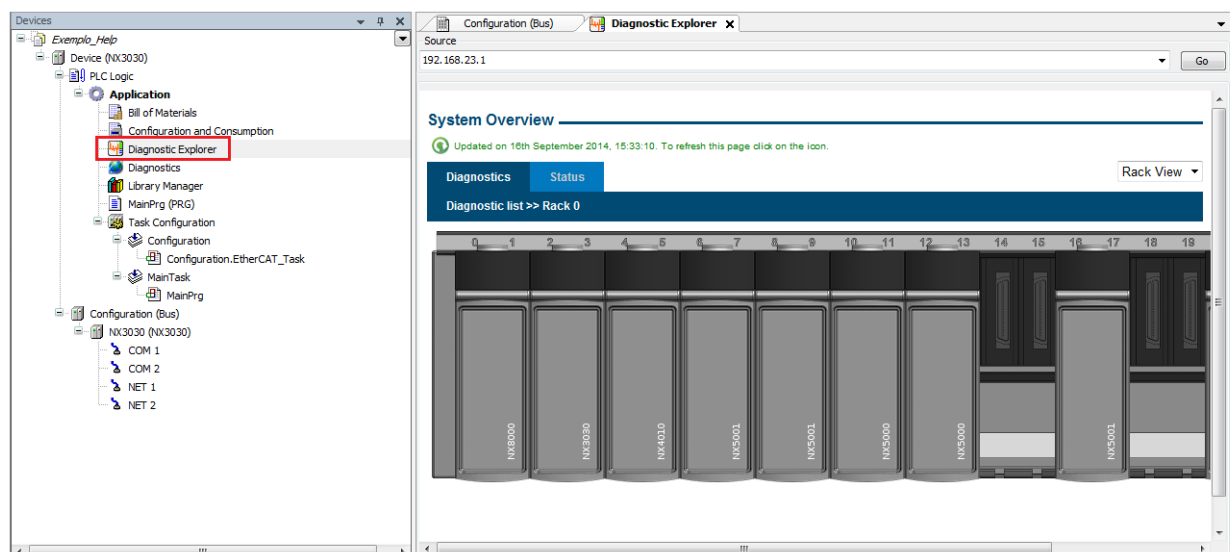 Devices
Exemplo_Help
Device (NX3030)
PLC Logic
Application
Bill of Materials
Configuration and Consumption
Diagnostic Explorer
Diagnostics
Library Manager
MainPrg (PRG)
Task Configuration
Configuration
Configuration.EtherCAT_Task
MainTask
MainPrg
Configuration (Bus)
NX3030 (NX3030)
COM 1
COM 2
NET 1
NET 2
Configuration (Bus) Diagnostic Explorer
Source
192.168.23.1 Go
System Overview
Updated on 16th September 2014, 15:33:10. To refresh this page click on the icon.
Diagnostics Status Rack View
Diagnostic list >> Rack 0
0 1 2 3 4 5 6 7 8 9 10 11 12 13 14 15 16 17 18 19
NX8000 NX3030 NX4010 NX5001 NX5001 NX5000 NX5000 NX5001